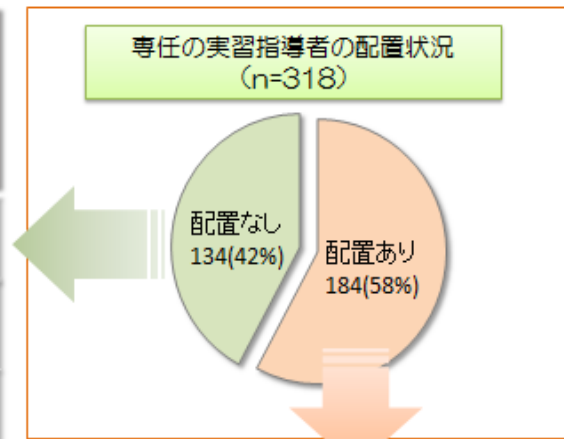 専任の実習指導者の配置状況
（n=318）
配置なし
134(42%)
配置あり
184(58%)